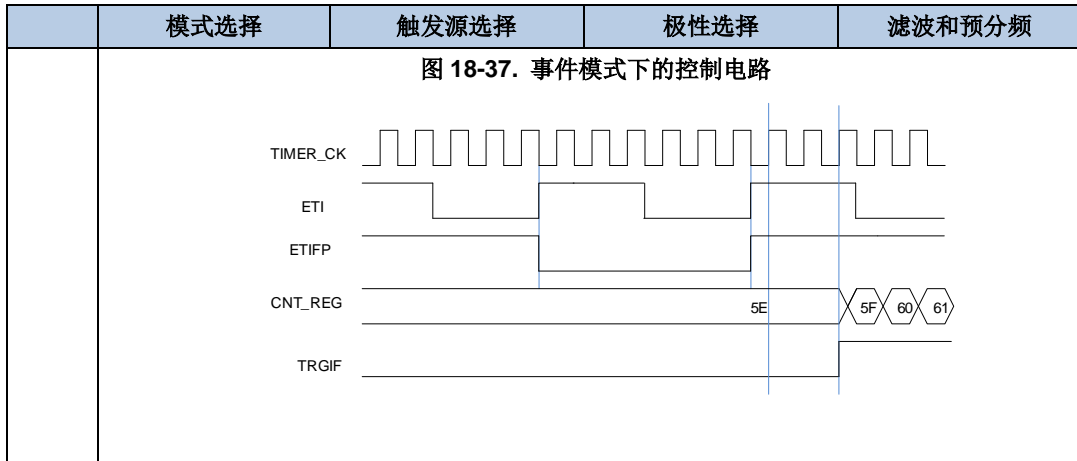 模式选择 触发源选择 极性选择 滤波和预分频
图 18-37. 事件模式下的控制电路
TIMER_CK
ETI
ETIFP
CNT_REG 5E 5F 60 61
TRGIF